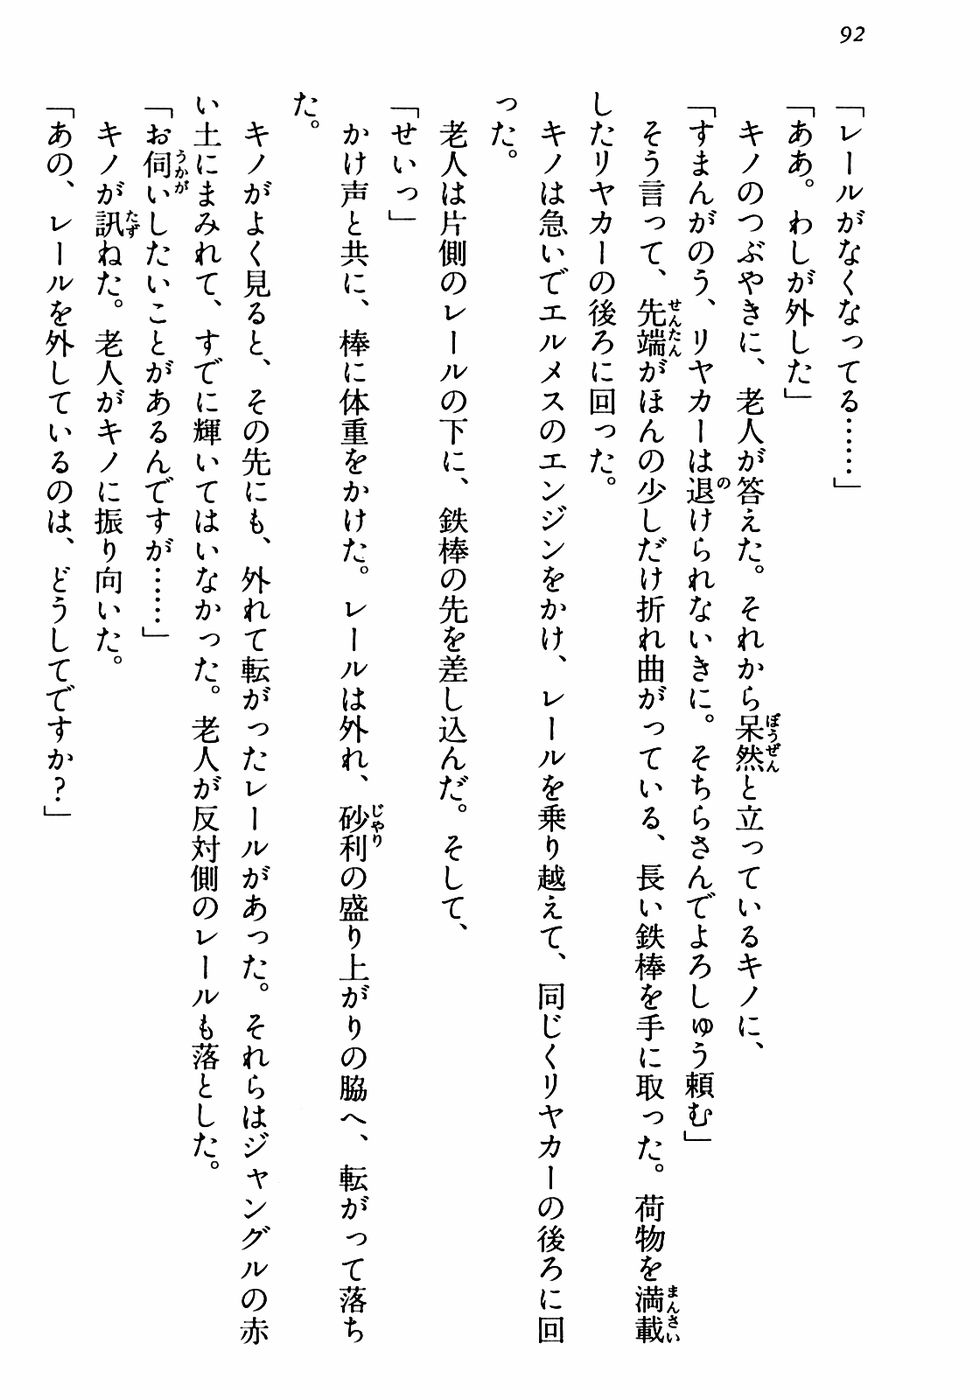 92
「レールがなくなってる……」
「ああ。わしが外した」
キノのつぶやきに、老人が答えた。それから呆然と立っているキノに、
「すまんがのう、リヤカーは退けられないきに。そちらさんでよろしゅう頼む」
そう言って、先端がほんの少しだけ折れ曲がっている、長い鉄棒を手に取った。荷物を満載
したリヤカーの後ろに回った。
キノは急いでエルメスのエンジンをかけ、レールを乗り越えて、同じくリヤカーの後ろに回
った。
老人は片側のレールの下に、鉄棒の先を差し込んだ。そして、
「せいっ」
かけ声と共に、棒に体重をかけた。レールは外れ、砂利の盛り上がりの脇へ、転がって落ち
た。
キノがよく見ると、その先にも、外れて転がったレールがあった。それらはジャングルの赤
い土にまみれて、すでに輝いてはいなかった。老人が反対側のレールも落とした。
「お伺いしたいことがあるんですが……」
キノが訊ねた。老人がキノに振り向いた。
「あの、レールを外しているのは、どうしてですか？」